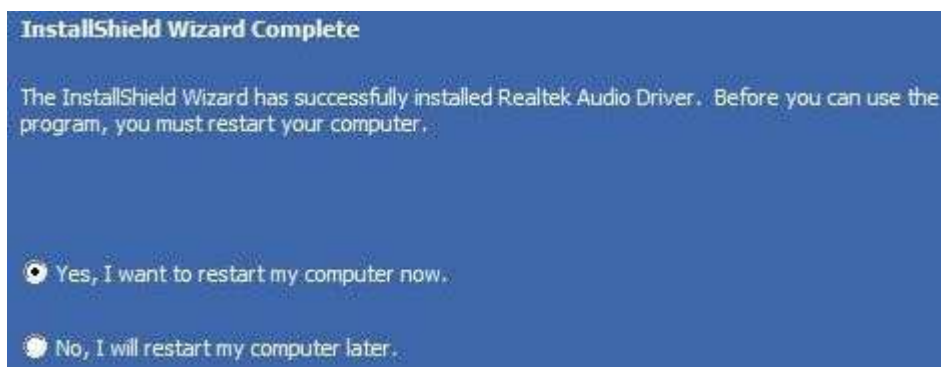 InstallShield Wizard Complete
The InstallShield Wizard has successfully installed Realtek Audio Driver. Before you can use the
program, you must restart your computer.
Yes, I want to restart my computer now.
No, I will restart my computer later.